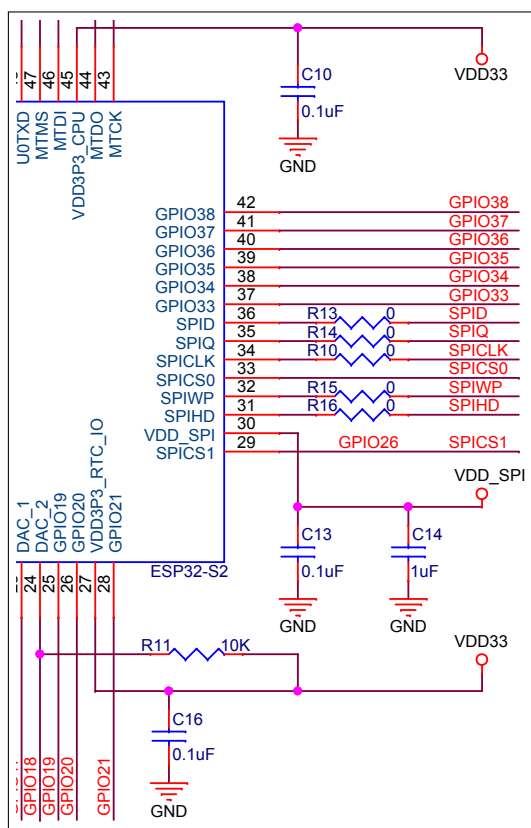 47
46
45
44
43
U0TXD
MTMS
MTDI
VDD3P3_CPU
MTDO
MTCK
C10
0.1uF
GND
VDD33
GPIO38 42 GPIO38
GPIO37 41 GPIO37
GPIO36 40 GPIO36
GPIO35 39 GPIO35
GPIO34 38 GPIO34
GPIO33 37 GPIO33
SPID 36 R13 0 SPID
SPIQ 35 R14 0 SPIQ
SPICLK 34 R10 0 SPICLK
SPICS0 33 SPICS0
SPIWP 32 R15 0 SPIWP
SPIHD 31 R16 0 SPIHD
VDD_SPI 30
SPICS1 29 GPIO26 SPICS1
VDD_SPI
DAC_1
DAC_2
GPIO19
GPIO20
VDD3P3_RTC_IO
GPIO21
ESP32-S2
C13
0.1uF
GND
C14
1uF
GND
24
25
26
27
28
R11 10K
VDD33
C16
0.1uF
GND
GPIO18
GPIO19
GPIO20
GPIO21